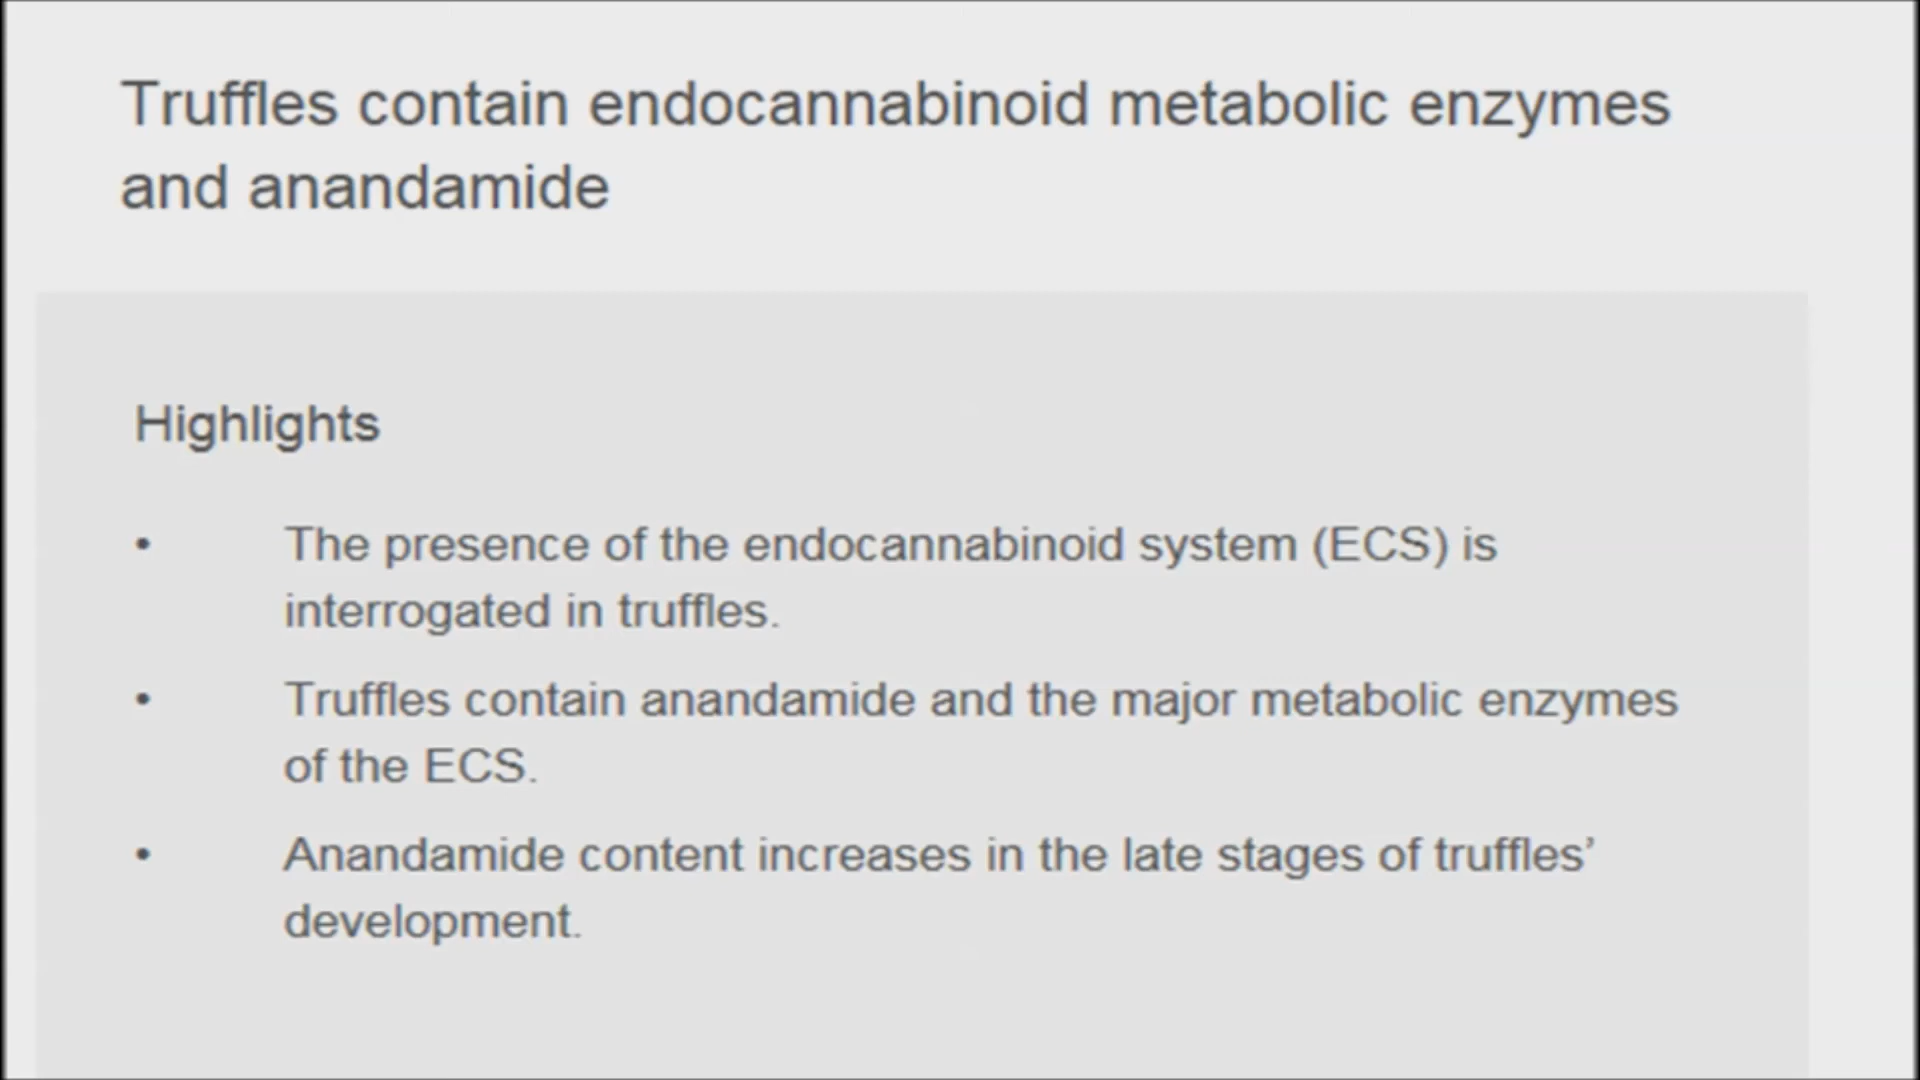 Truffles contain endocannabinoid metabolic enzymes
and anandamide
Highlights
• The presence of the endocannabinoid system (ECS) is
interrogated in truffles.
• Truffles contain anandamide and the major metabolic enzymes
of the ECS.
• Anandamide content increases in the late stages of truffles’
development.